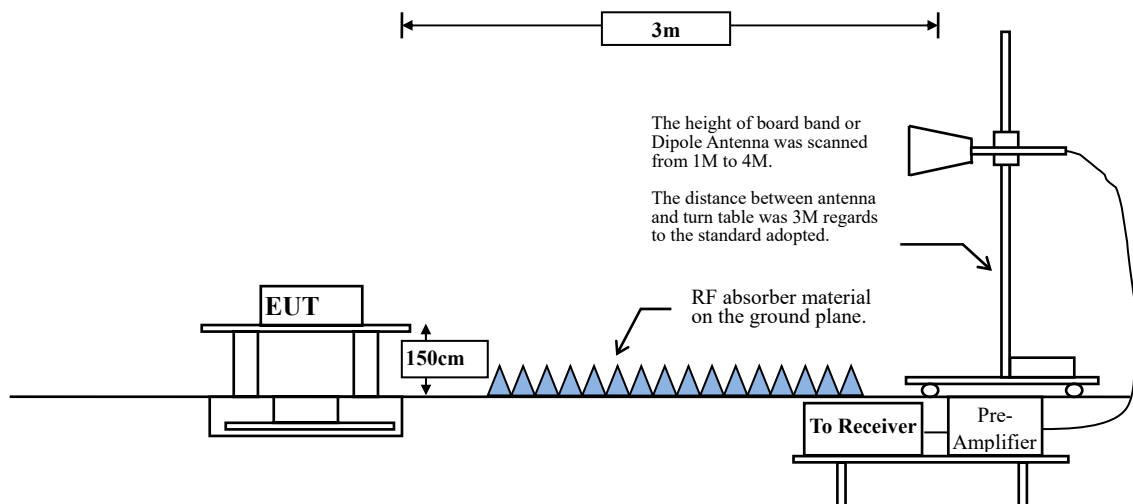 3m
The height of board band or
Dipole Antenna was scanned
from 1M to 4M.
The distance between antenna
and turn table was 3M regards
to the standard adopted.
EUT
RF absorber material
on the ground plane.
150cm
To Receiver
Pre-
Amplifier